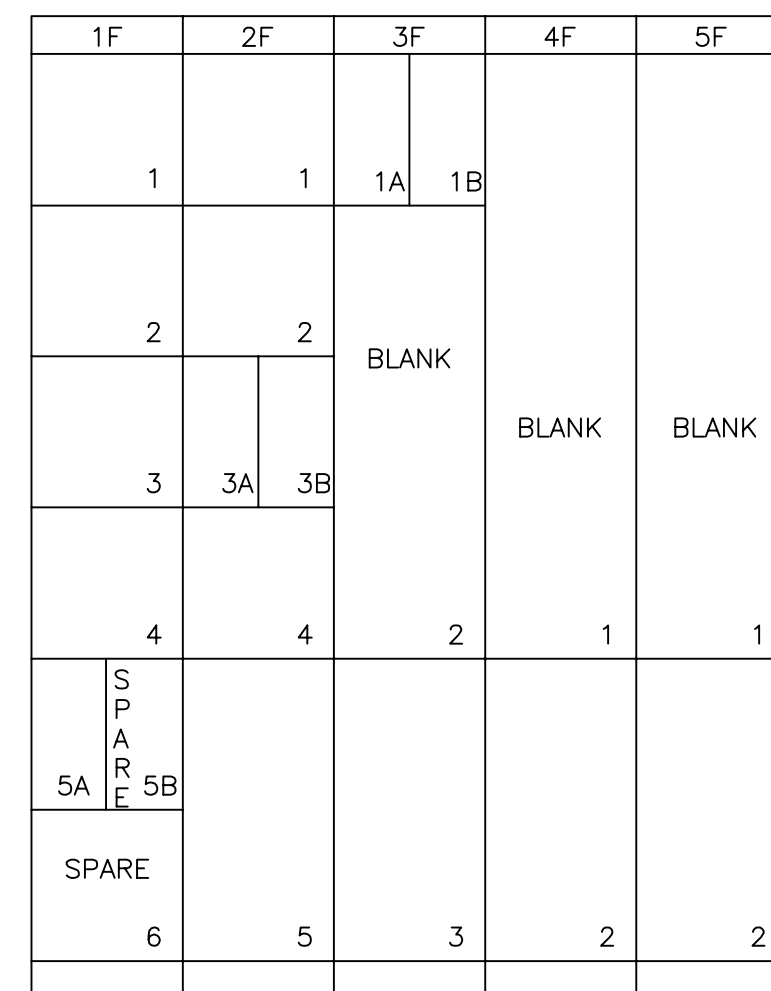 1F 2F 3F 4F 5F
1 1 1A 1B
2 2
BLANK
BLANK BLANK
3 3A 3B
4 4 2 1 1
SPARE
5A 5B
SPARE
6 5 3 2 2